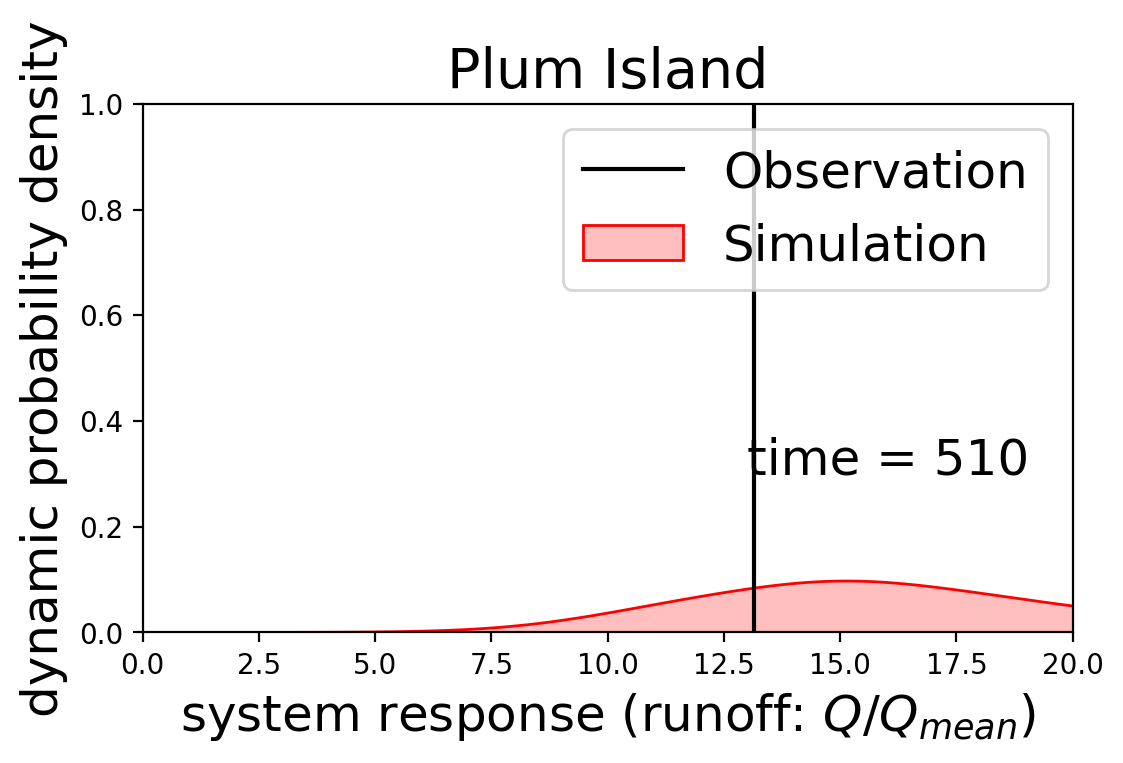 Plum Island
dynamic probability density
1.0
0.8
0.6
0.4
0.2
0.0
Observation
Simulation
time = 510
0.0 2.5 5.0 7.5 10.0 12.5 15.0 17.5 20.0
system response (runoff: Q/Qmean)